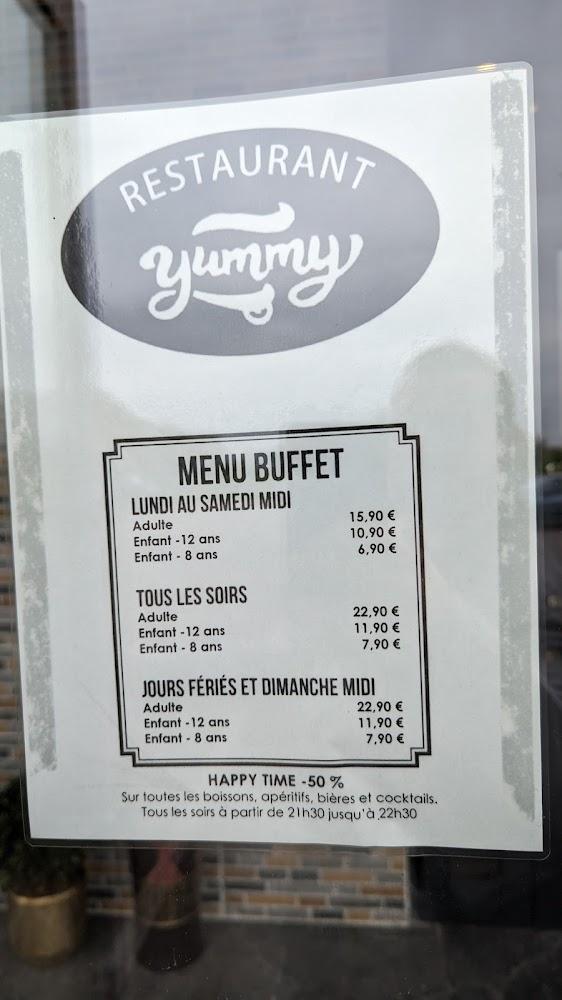 RESTAURANT
yummy
MENU BUFFET
LUNDI AU SAMEDI MIDI
Adulte 15,90 €
Enfant -12 ans 10,90 €
Enfant - 8 ans 6,90 €
TOUS LES SOIRS
Adulte 22,90 €
Enfant -12 ans 11,90 €
Enfant - 8 ans 7,90 €
JOURS FÉRIÉS ET DIMANCHE MIDI
Adulte 22,90 €
Enfant -12 ans 11,90 €
Enfant - 8 ans 7,90 €
HAPPY TIME -50 %
Sur toutes les boissons, apéritifs, bières et cocktails.
Tous les soirs à partir de 21h30 jusqu'à 22h30